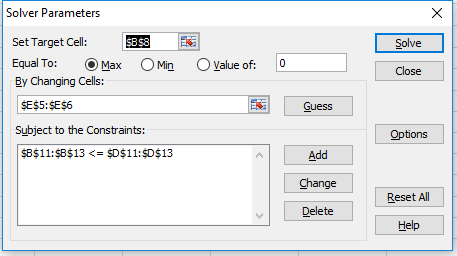 Solver Parameters
Set Target Cell: $B$8 Solve
Equal To: Max Min Value of: 0 Close
By Changing Cells:
$E$5:$E$6 Guess
Subject to the Constraints: Options
$B$11:$B$13 <= $D$11:$D$13 Add
Change
Reset All
Delete
Help